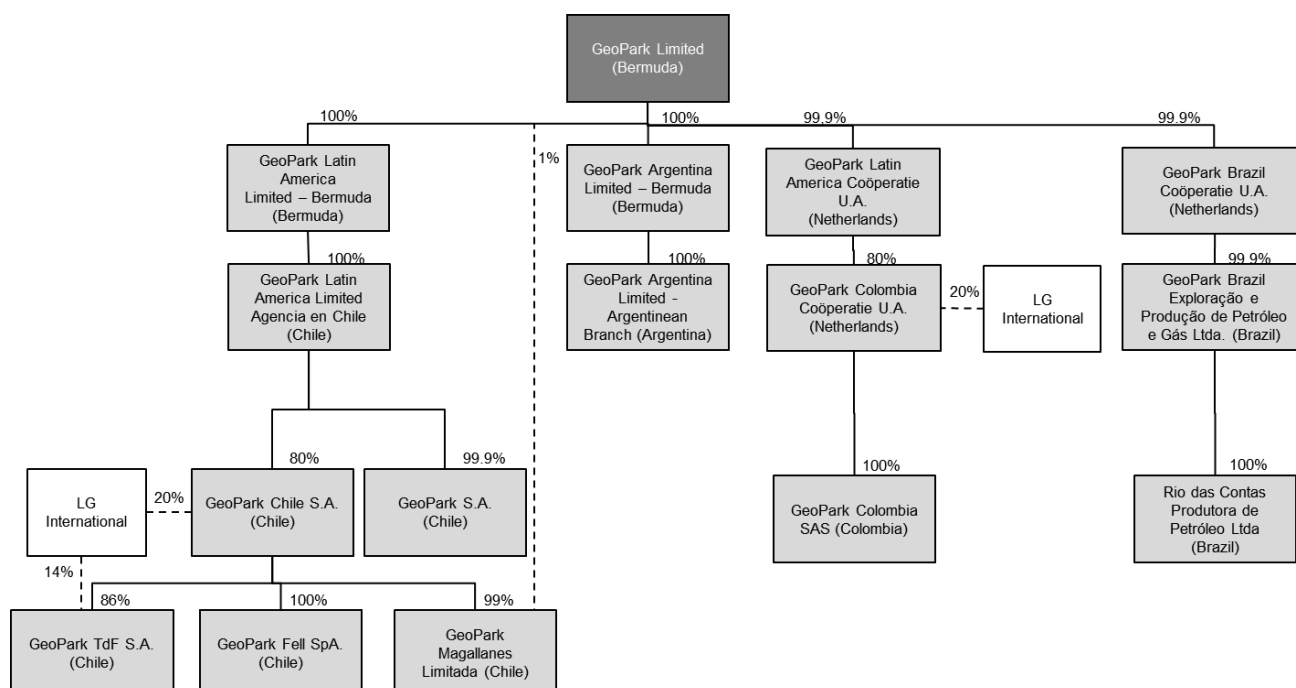 GeoPark Limited
(Bermuda)
100%
100%
99,9%
99.9%
1%
GeoPark Latin
America
Limited – Bermuda
(Bermuda)
GeoPark Argentina
Limited – Bermuda
(Bermuda)
GeoPark Latin
America Coöperatie
U.A.
(Netherlands)
GeoPark Brazil
Coöperatie U.A.
(Netherlands)
100%
100%
80%
99.9%
GeoPark Latin
America Limited
Agencia en Chile
(Chile)
GeoPark Argentina
Limited -
Argentinean
Branch (Argentina)
GeoPark Colombia
Coöperatie U.A.
(Netherlands)
20%
LG
International
GeoPark Brazil
Exploração e
Produção de Petróleo
e Gás Ltda. (Brazil)
80%
99.9%
100%
100%
LG
International
20%
GeoPark Chile S.A.
(Chile)
GeoPark S.A.
(Chile)
GeoPark Colombia
SAS (Colombia)
Rio das Contas
Produtora de
Petróleo Ltda
(Brazil)
14%
86%
100%
99%
GeoPark TdF S.A.
(Chile)
GeoPark Fell SpA.
(Chile)
GeoPark
Magallanes
Limitada (Chile)